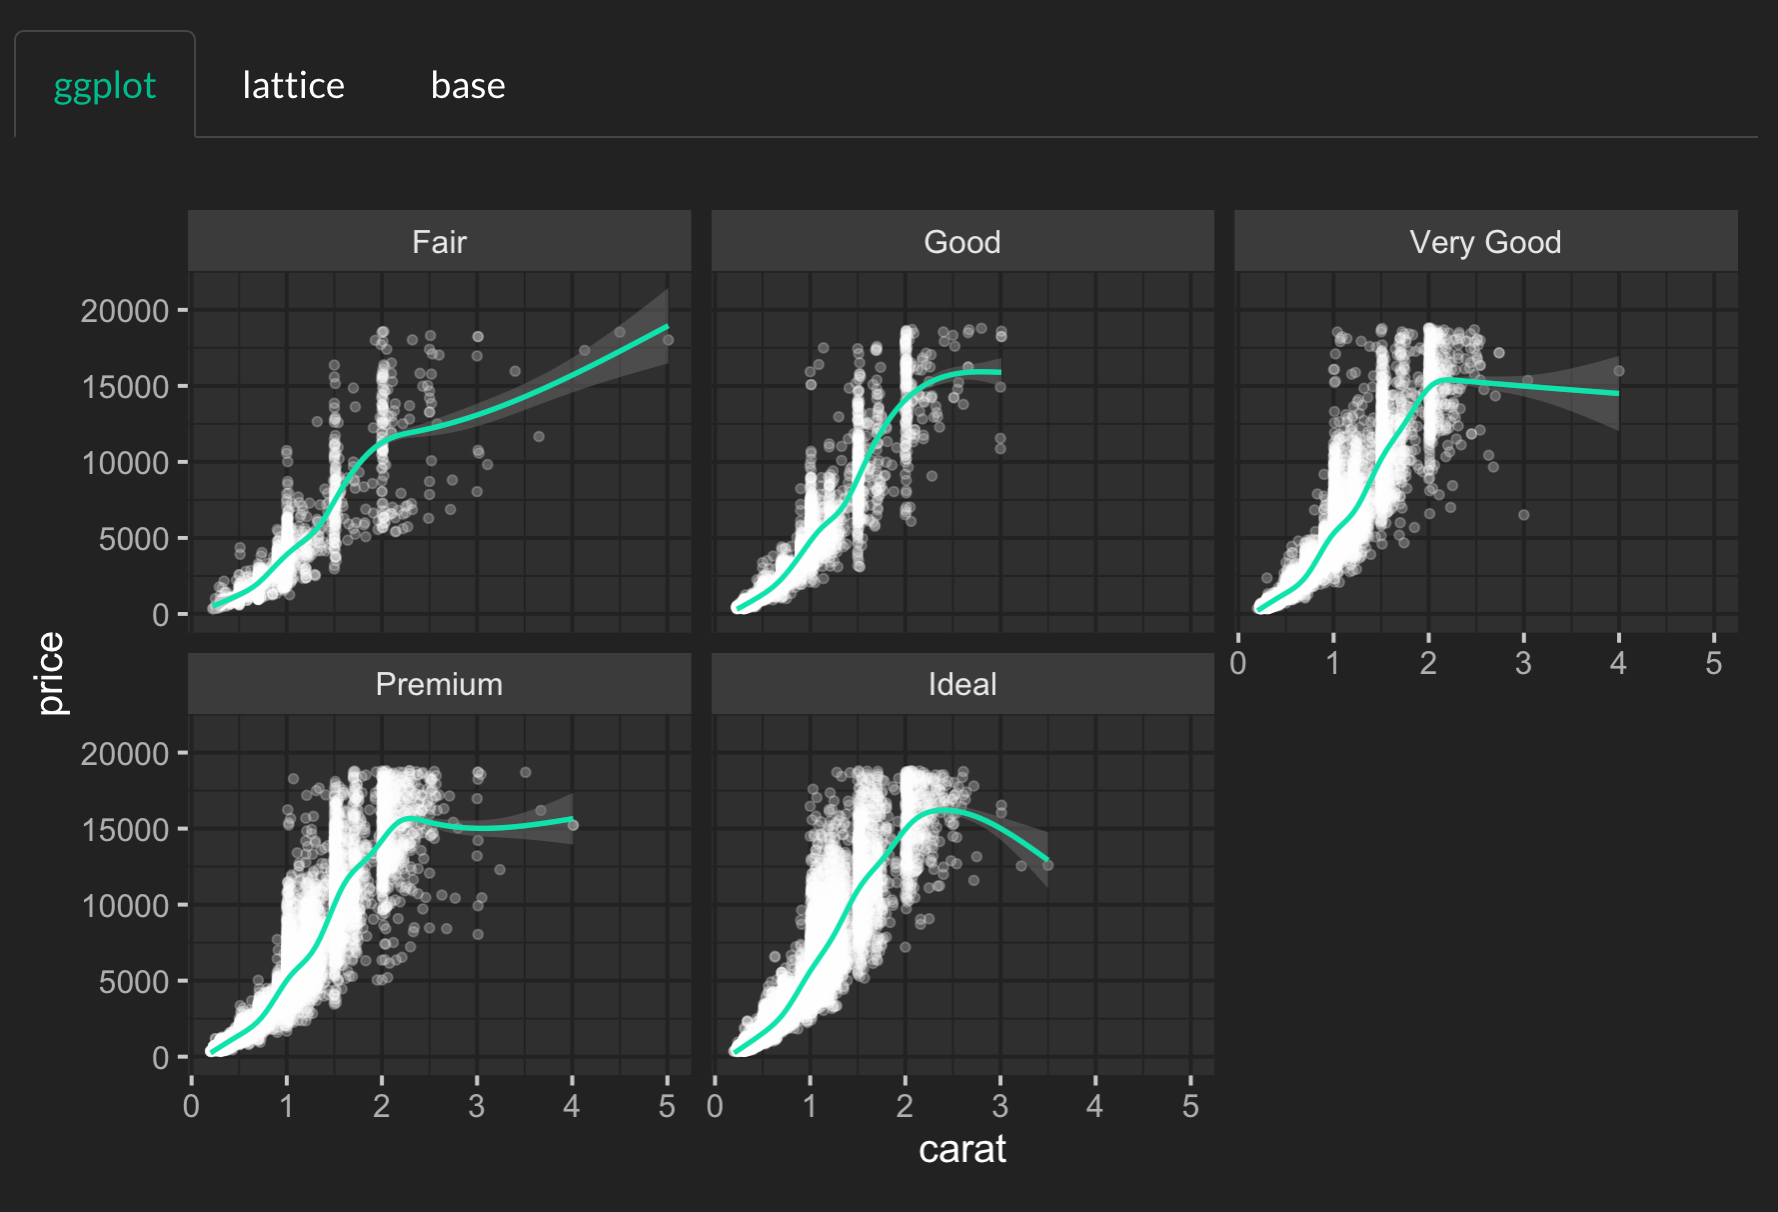 ggplot lattice base
Fair Good Very Good
20000
15000
10000
5000
0
0 1 2 3 4 5
price
Premium Ideal
20000
15000
10000
5000
0
0 1 2 3 4 5 0 1 2 3 4 5
carat